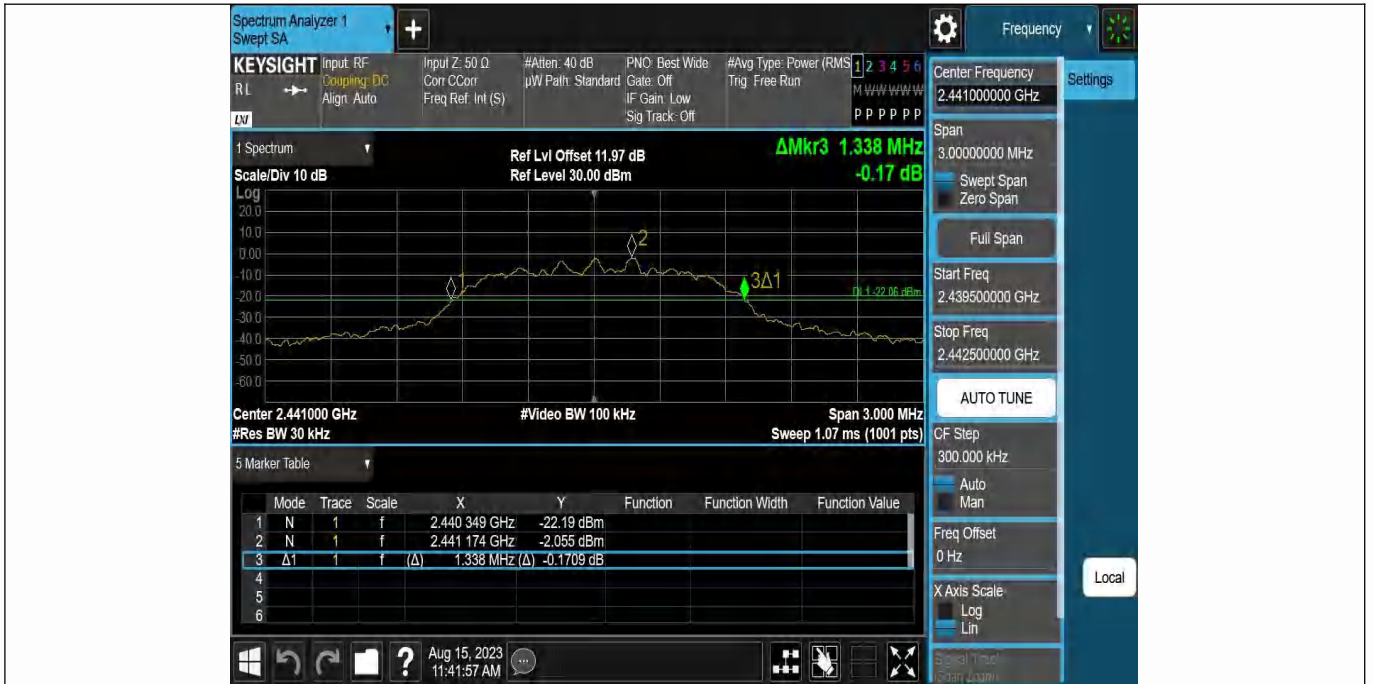 Spectrum Analyzer 1
Swept SA
+
Frequency
KEYSIGHT
RL
LXI
Input: RF
Coupling: DC
Align: Auto
Input Z: 50 Ω
Corr CCorr
Freq Ref: Int (S)
#Atten: 40 dB
µW Path: Standard
PNO: Best Wide
Gate: Off
IF Gain: Low
Sig Track: Off
#Avg Type: Power (RMS
Trig: Free Run
1 2 3 4 5 6
M W W W W W
P P P P P P
1 Spectrum
Scale/Div 10 dB
Ref Lvl Offset 11.97 dB
Ref Level 30.00 dBm
ΔMkr3 1.338 MHz
-0.17 dB
Log
20.0
10.0
0.00
-10.0
-20.0
-30.0
-40.0
-50.0
-60.0
1
2
3Δ1
DL1 -22.06 dBm
Center 2.441000 GHz
#Video BW 100 kHz
Span 3.000 MHz
#Res BW 30 kHz
Sweep 1.07 ms (1001 pts)
5 Marker Table
Mode Trace Scale X Y Function Function Width Function Value
1 N 1 f 2.440 349 GHz -22.19 dBm
2 N 1 f 2.441 174 GHz -2.055 dBm
3 Δ1 1 f (Δ) 1.338 MHz (Δ) -0.1709 dB
4
5
6
Aug 15, 2023
11:41:57 AM
?
Center Frequency
2.441000000 GHz
Settings
Span
3.00000000 MHz
Swept Span
Zero Span
Full Span
Start Freq
2.439500000 GHz
Stop Freq
2.442500000 GHz
AUTO TUNE
CF Step
300.000 kHz
Auto
Man
Freq Offset
0 Hz
X Axis Scale
Log
Lin
Local
Signal Track
(Span Zoom)